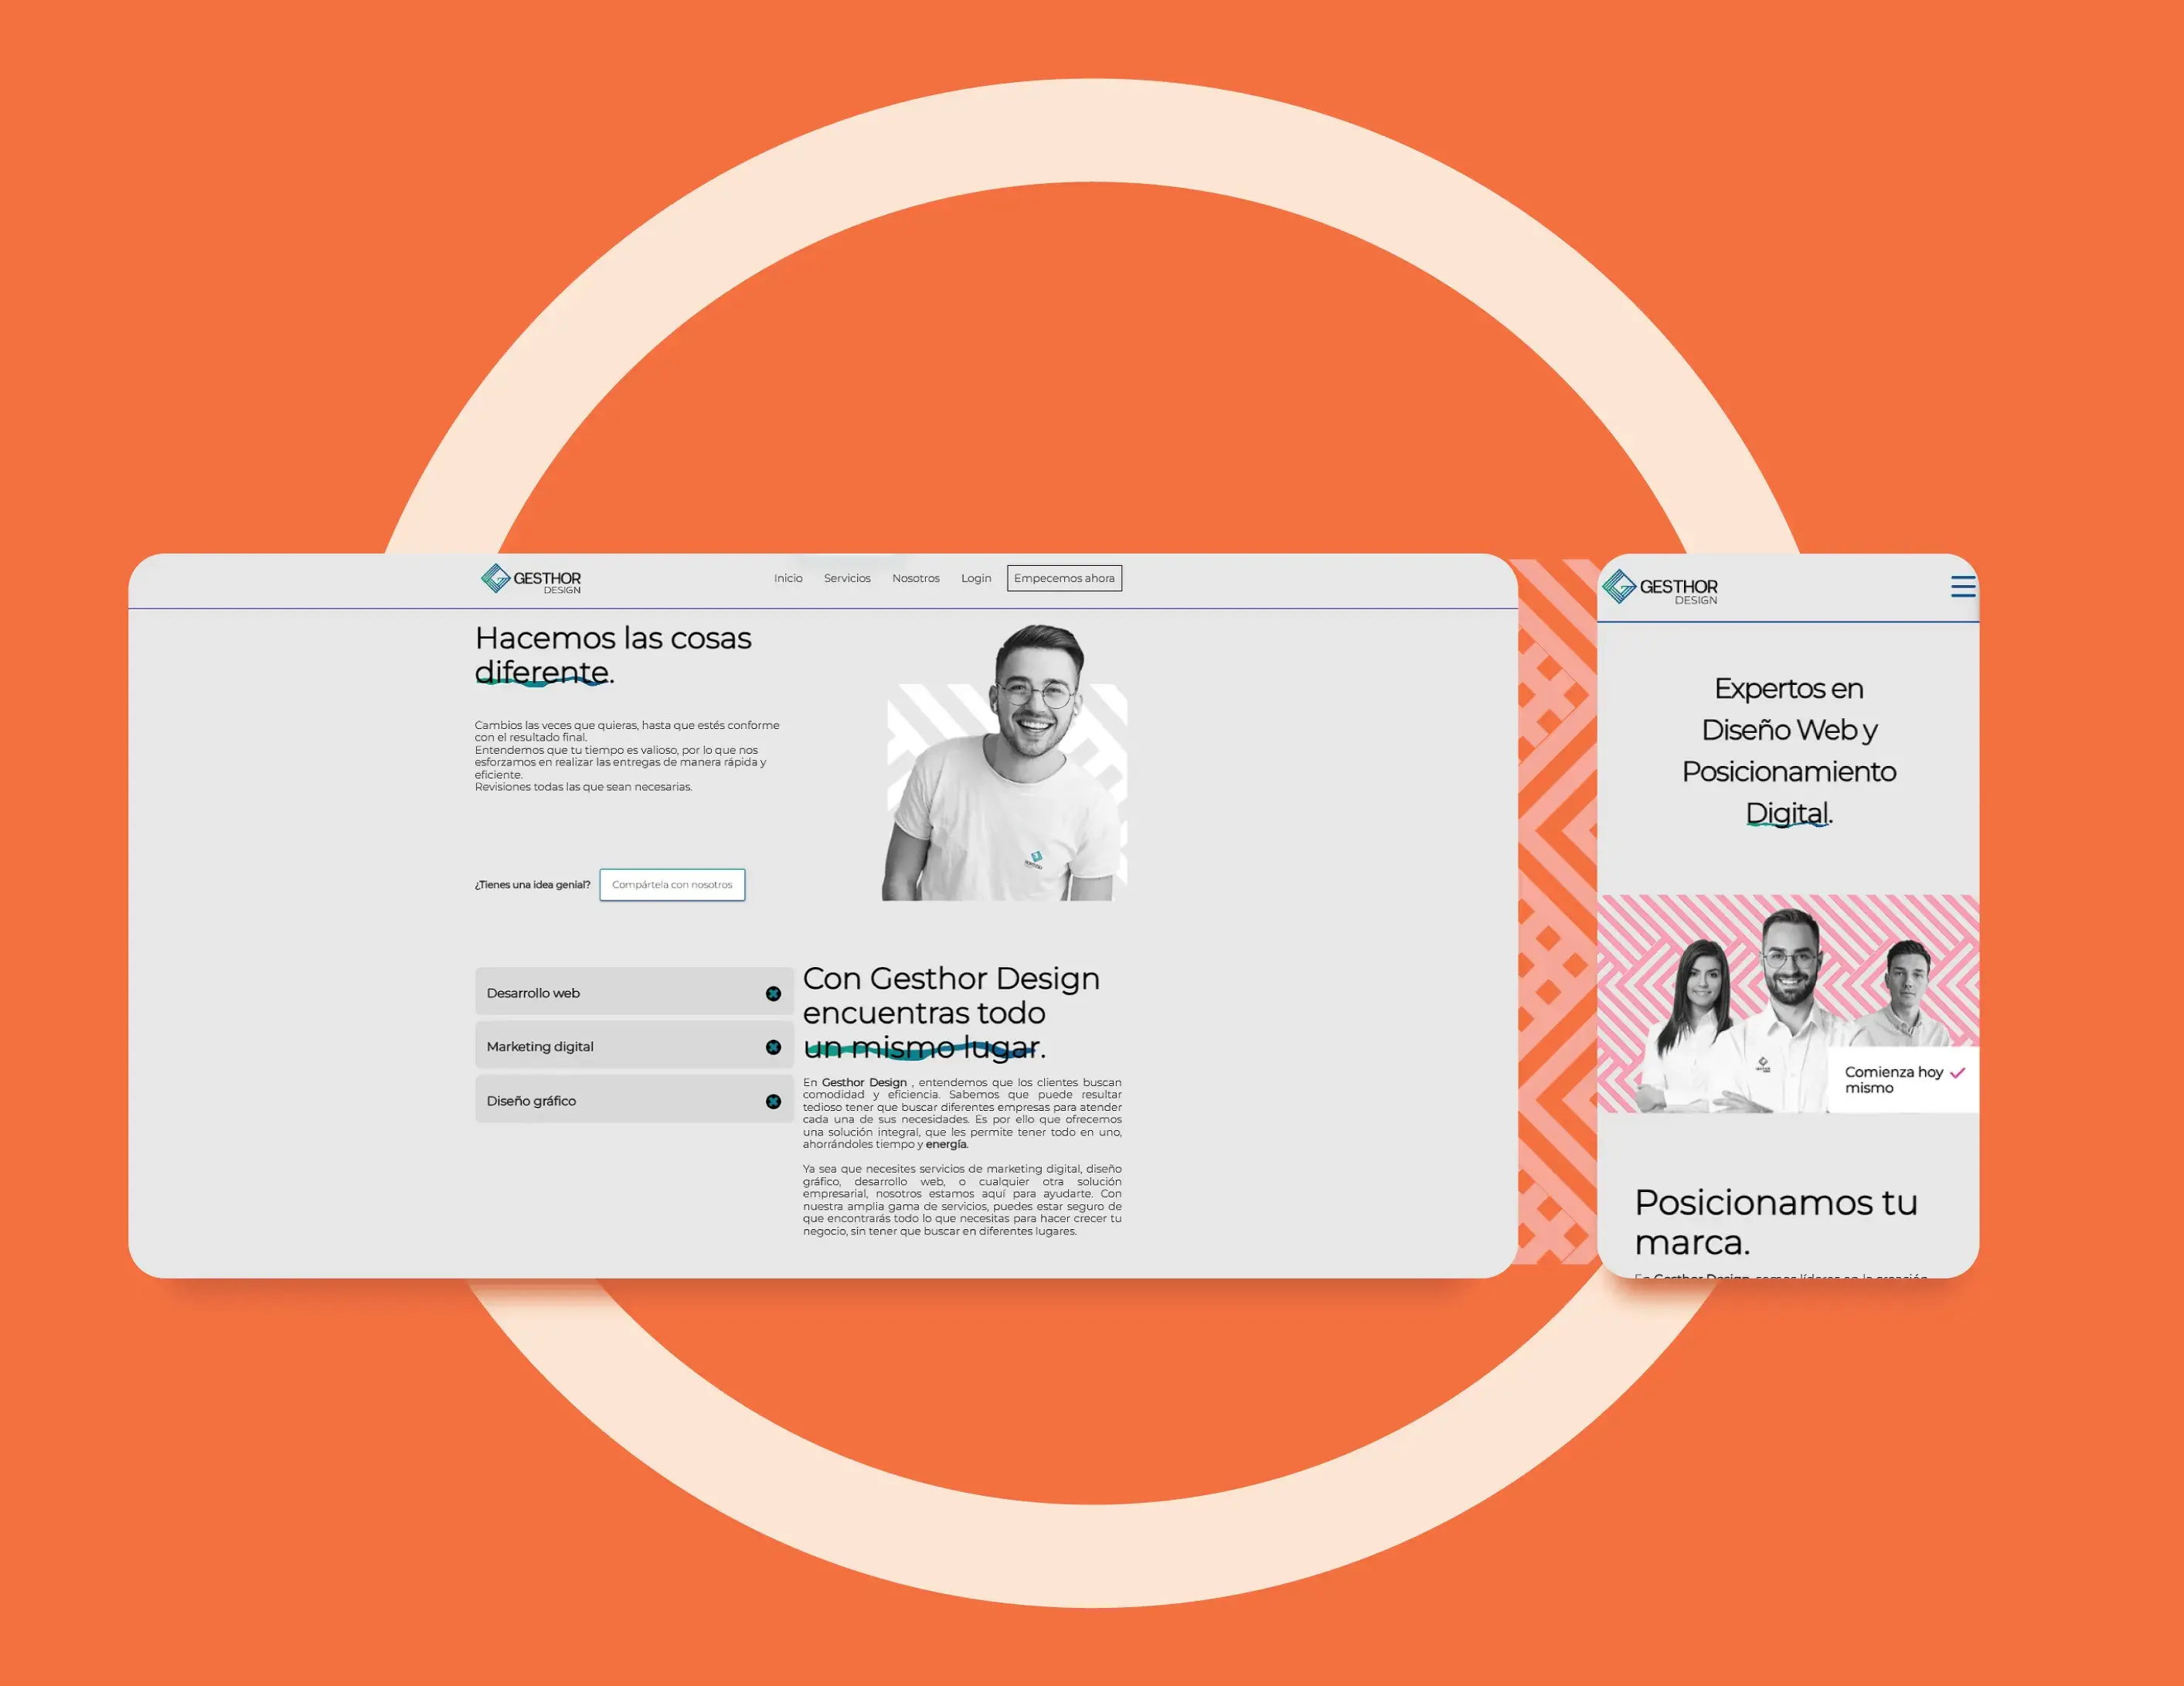 GESTHOR
DESIGN
Inicio Servicios Nosotros Login Empecemos ahora
Hacemos las cosas
diferente.
Cambios las veces que quieras, hasta que estés conforme
con el resultado final.
Entendemos que tu tiempo es valioso, por lo que nos
esforzamos en realizar las entregas de manera rápida y
eficiente.
Revisiones todas las que sean necesarias.
¿Tienes una idea genial? Compártela con nosotros
Desarrollo web
Marketing digital
Diseño gráfico
Con Gesthor Design
encuentras todo
un mismo lugar.
En Gesthor Design , entendemos que los clientes buscan
comodidad y eficiencia. Sabemos que puede resultar
tedioso tener que buscar diferentes empresas para atender
cada una de sus necesidades. Es por ello que ofrecemos
una solución integral, que les permite tener todo en uno,
ahorrándoles tiempo y energía.
Ya sea que necesites servicios de marketing digital, diseño
gráfico, desarrollo web, o cualquier otra solución
empresarial, nosotros estamos aquí para ayudarte. Con
nuestra amplia gama de servicios, puedes estar seguro de
que encontrarás todo lo que necesitas para hacer crecer tu
negocio, sin tener que buscar en diferentes lugares.
GESTHOR
DESIGN
Expertos en
Diseño Web y
Posicionamiento
Digital.
Comienza hoy
mismo
Posicionamos tu
marca.
En Gesthor Design, somos líderes en la creación